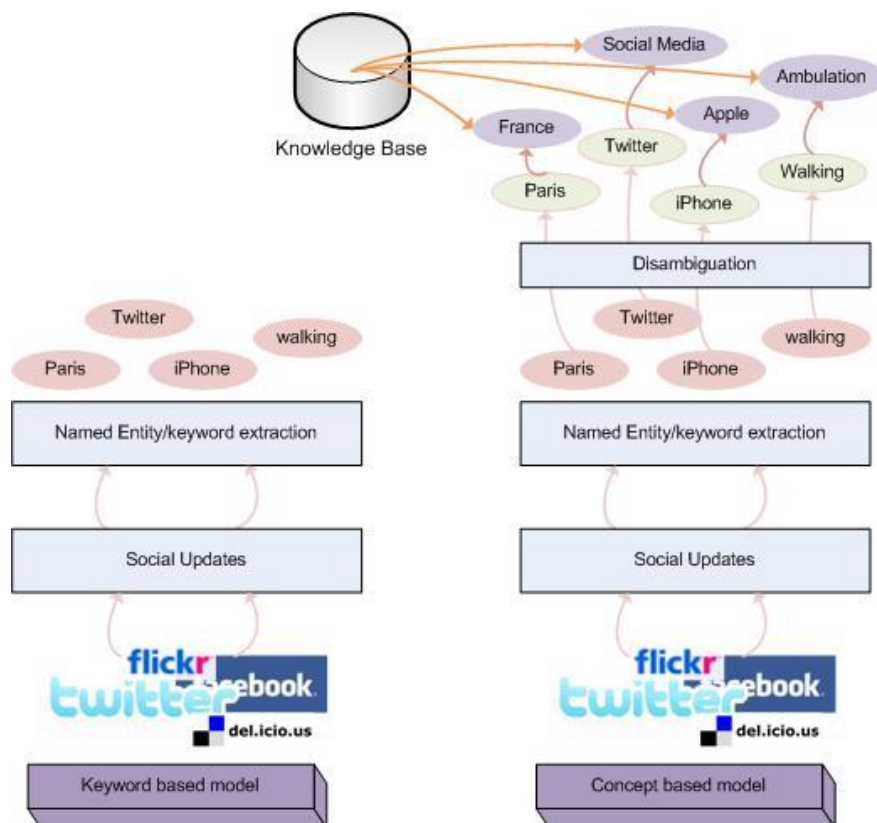 Social Media
Ambulation
Apple
France
Knowledge Base
Twitter
Walking
Paris
iPhone
Disambiguation
Twitter
walking
Paris
iPhone
Named Entity/keyword extraction
Social Updates
flickr
twitter
facebook.
del.icio.us
Keyword based model
Twitter
walking
Paris
iPhone
Named Entity/keyword extraction
Social Updates
flickr
twitter
facebook.
del.icio.us
Concept based model